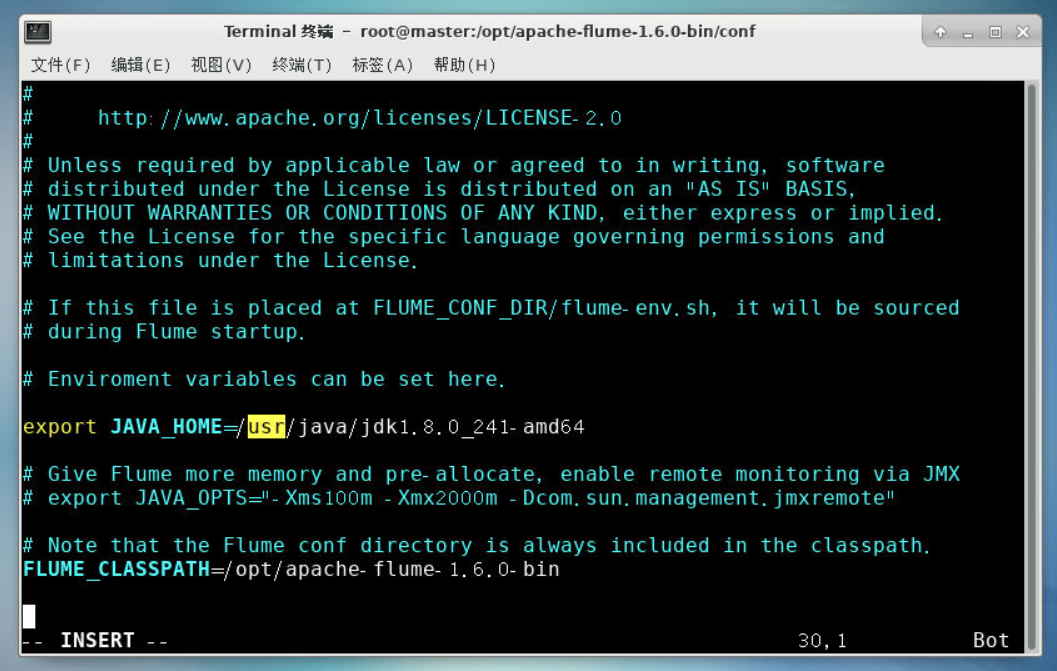 Terminal 终端 - root@master:/opt/apache-flume-1.6.0-bin/conf
文件(F) 编辑(E) 视图(V) 终端(T) 标签(A) 帮助(H)
#
#      http://www.apache.org/licenses/LICENSE-2.0
#
# Unless required by applicable law or agreed to in writing, software
# distributed under the License is distributed on an "AS IS" BASIS,
# WITHOUT WARRANTIES OR CONDITIONS OF ANY KIND, either express or implied.
# See the License for the specific language governing permissions and
# limitations under the License.
# If this file is placed at FLUME_CONF_DIR/flume-env.sh, it will be sourced
# during Flume startup.
# Enviroment variables can be set here.
export JAVA_HOME=/usr/java/jdk1.8.0_241-amd64
# Give Flume more memory and pre-allocate, enable remote monitoring via JMX
# export JAVA_OPTS="-Xms100m -Xmx2000m -Dcom.sun.management.jmxremote"
# Note that the Flume conf directory is always included in the classpath.
FLUME_CLASSPATH=/opt/apache-flume-1.6.0-bin
-- INSERT -- 30,1 Bot